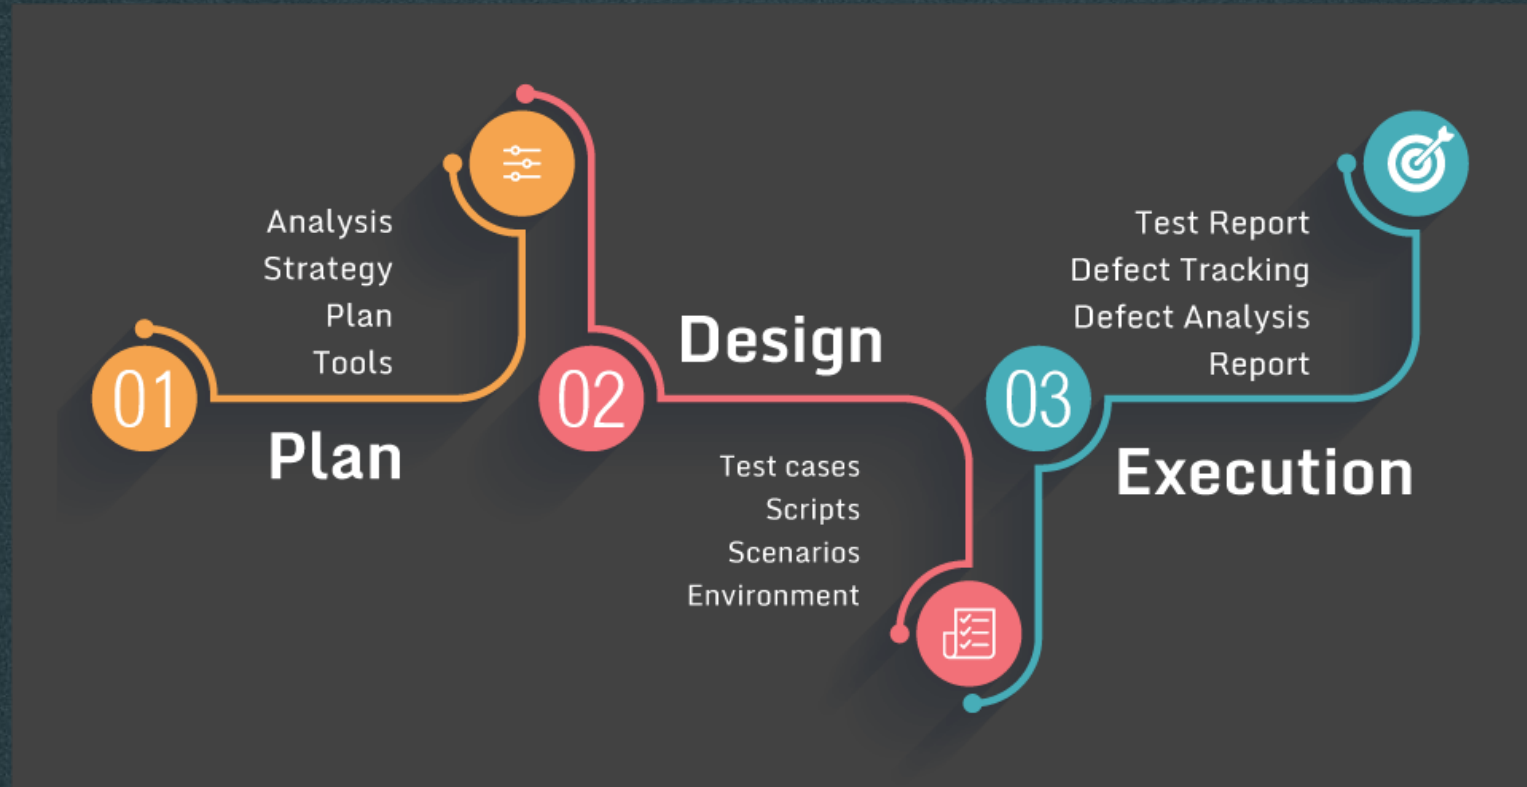 01
Plan
Analysis
Strategy
Plan
Tools
02
Design
Test cases
Scripts
Scenarios
Environment
03
Execution
Test Report
Defect Tracking
Defect Analysis
Report